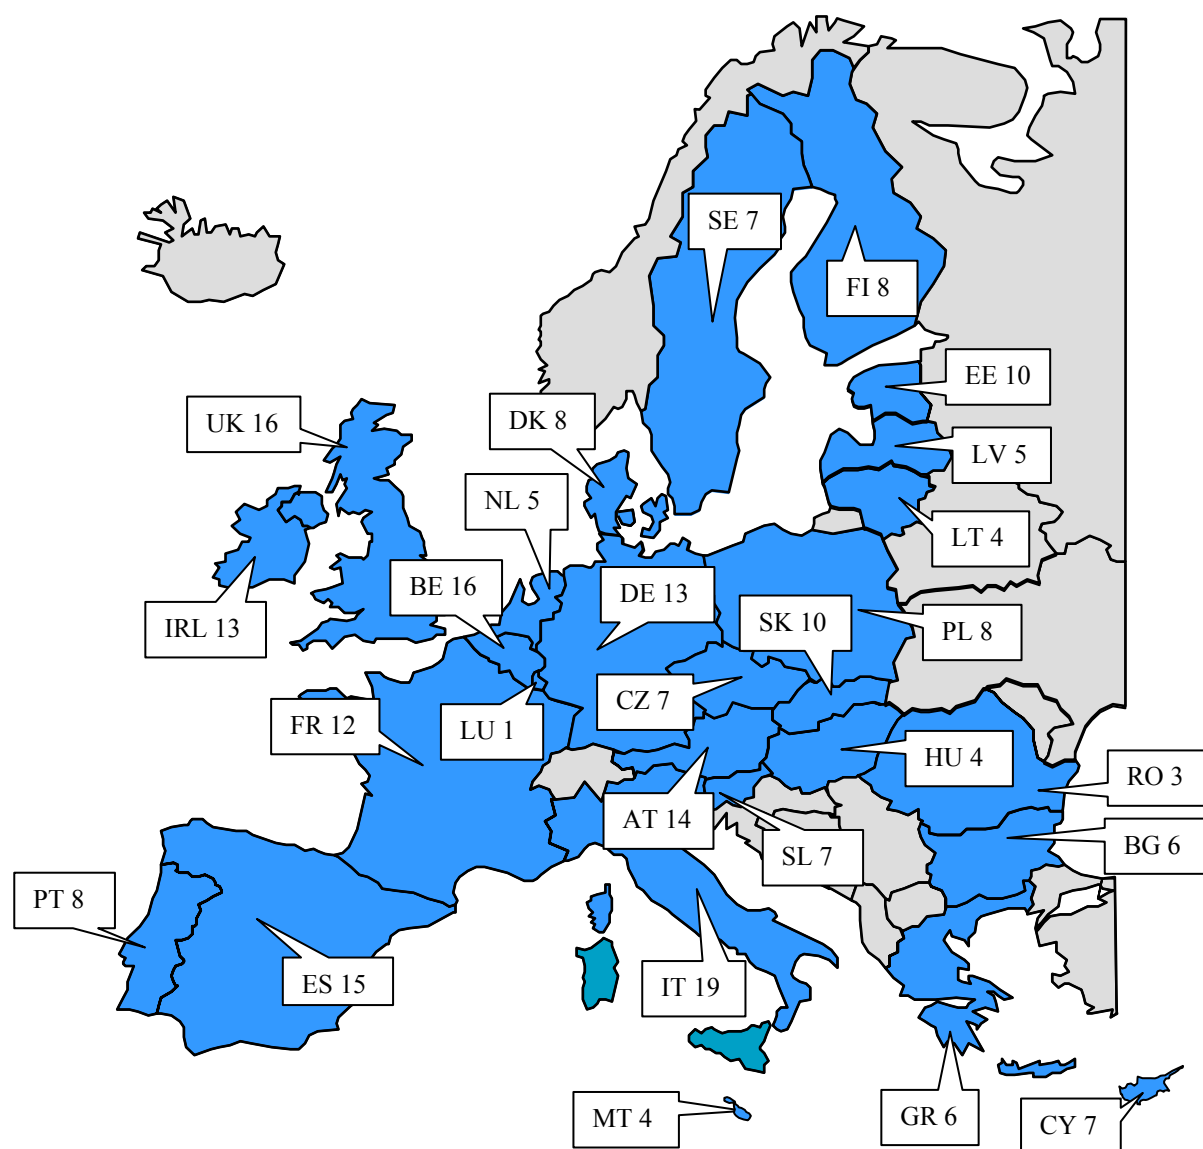 SE 7
FI 8
EE 10
UK 16
DK 8
LV 5
NL 5
LT 4
BE 16
DE 13
IRL 13
SK 10
PL 8
CZ 7
FR 12
LU 1
HU 4
RO 3
AT 14
SL 7
BG 6
PT 8
ES 15
IT 19
MT 4
GR 6
CY 7